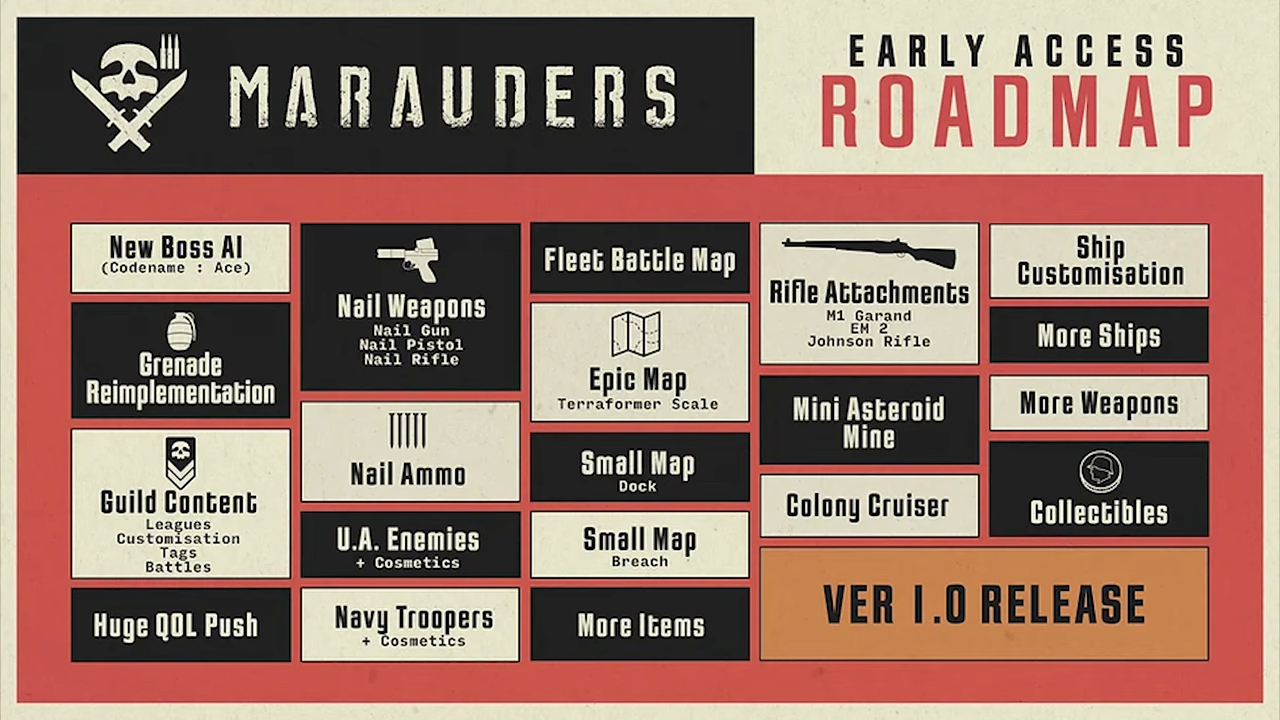 MARAUDERS
EARLY ACCESS
ROADMAP
New Boss AI
(Codename : Ace)
Grenade
Reimplementation
Guild Content
Leagues
Customisation
Tags
Battles
Huge QOL Push
Nail Weapons
Nail Gun
Nail Pistol
Nail Rifle
Nail Ammo
U.A. Enemies
+ Cosmetics
Navy Troopers
+ Cosmetics
Fleet Battle Map
Epic Map
Terraformer Scale
Small Map
Dock
Small Map
Breach
More Items
Rifle Attachments
M1 Garand
EM 2
Johnson Rifle
Mini Asteroid
Mine
Colony Cruiser
Ship
Customisation
More Ships
More Weapons
Collectibles
VER 1.0 RELEASE